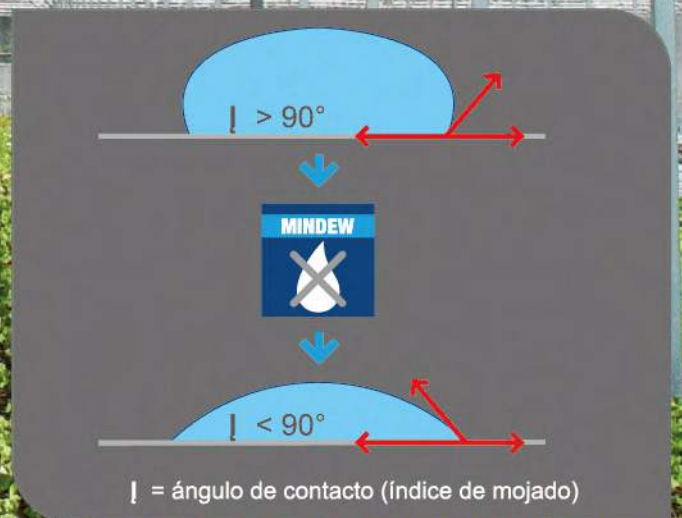 ȷ > 90°
MINDEW
ȷ < 90°
ȷ = ángulo de contacto (índice de mojado)